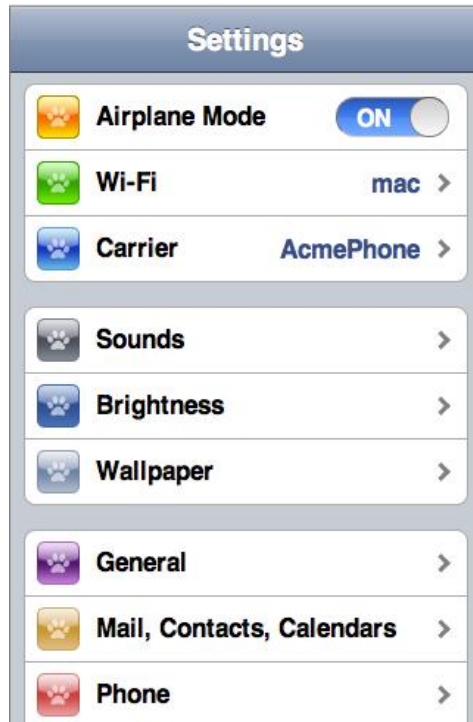 Settings
Airplane Mode ON
Wi-Fi mac
Carrier AcmePhone
Sounds
Brightness
Wallpaper
General
Mail, Contacts, Calendars
Phone